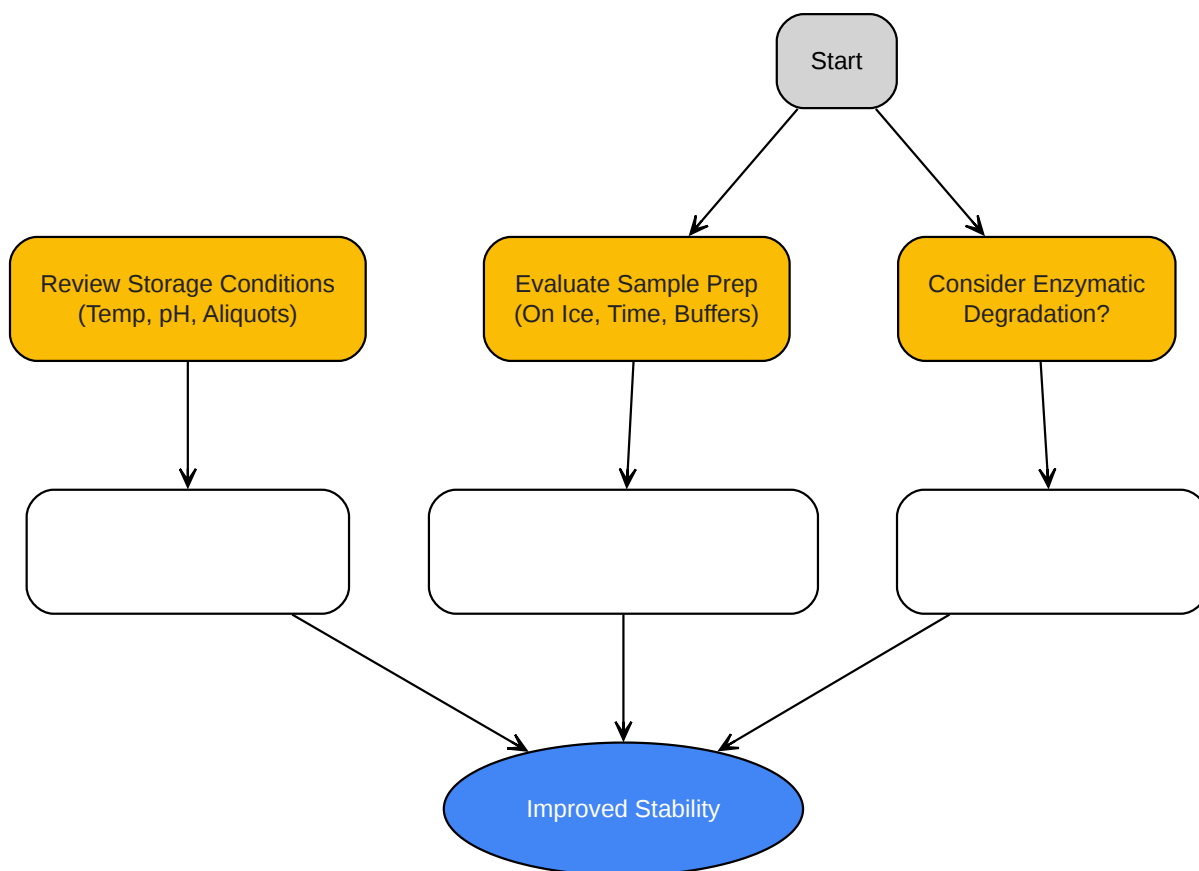 Start
Review Storage Conditions
(Temp, pH, Aliquots)
Evaluate Sample Prep
(On Ice, Time, Buffers)
Consider Enzymatic
Degradation?
Improved Stability